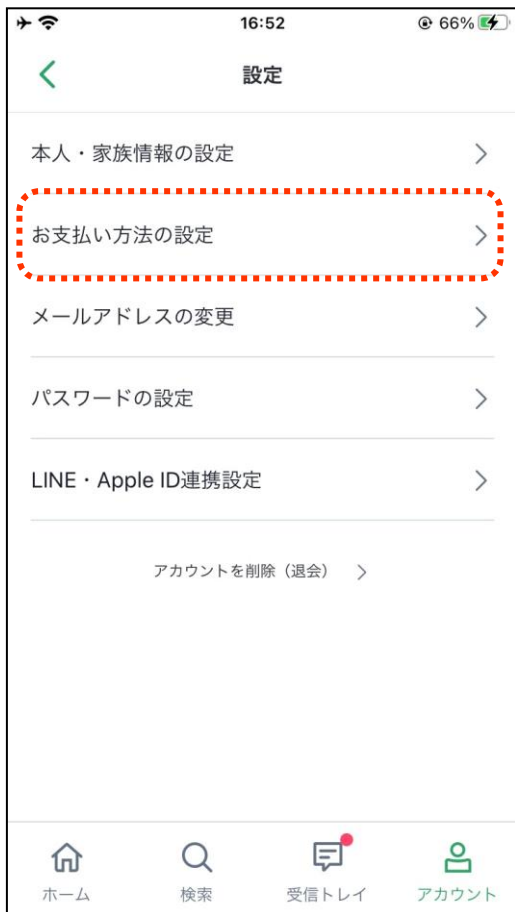 16:52
66%
設定
本人・家族情報の設定
お支払い方法の設定
メールアドレスの変更
パスワードの設定
LINE・Apple ID連携設定
アカウントを削除（退会）
ホーム
検索
受信トレイ
アカウント